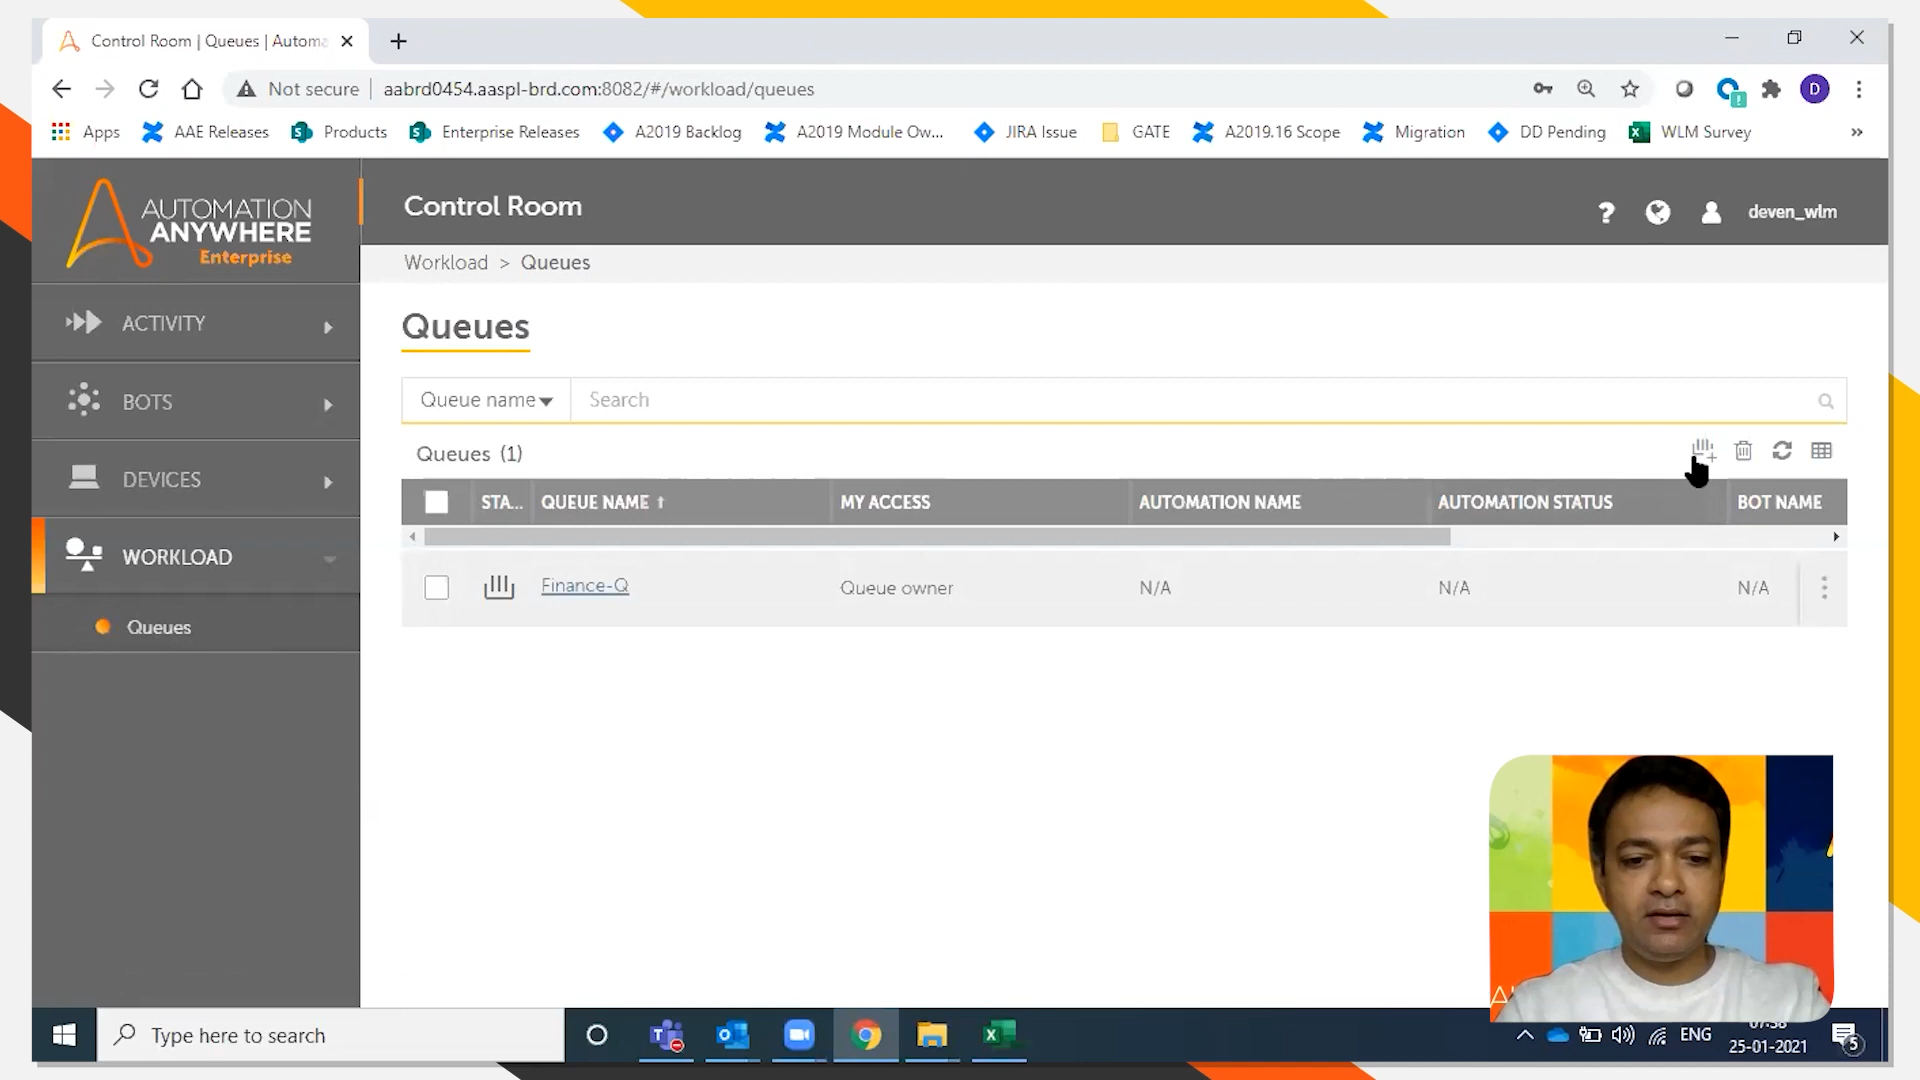 Control Room | Queues | Automa
Not secure
aabrd0454.aaspl-brd.com:8082/#/workload/queues
D
Apps
AAE Releases
Products
Enterprise Releases
A2019 Backlog
A2019 Module Ow...
JIRA Issue
GATE
A2019.16 Scope
Migration
DD Pending
WLM Survey
»
AUTOMATION
ANYWHERE
Enterprise
Control Room
?
deven_wlm
Workload > Queues
ACTIVITY
BOTS
DEVICES
WORKLOAD
Queues
Queues
Queue name
Search
Queues (1)
STA...
QUEUE NAME ↑
MY ACCESS
AUTOMATION NAME
AUTOMATION STATUS
BOT NAME
Finance-Q
Queue owner
N/A
N/A
N/A
Type here to search
ENG
07:38
25-01-2021
5